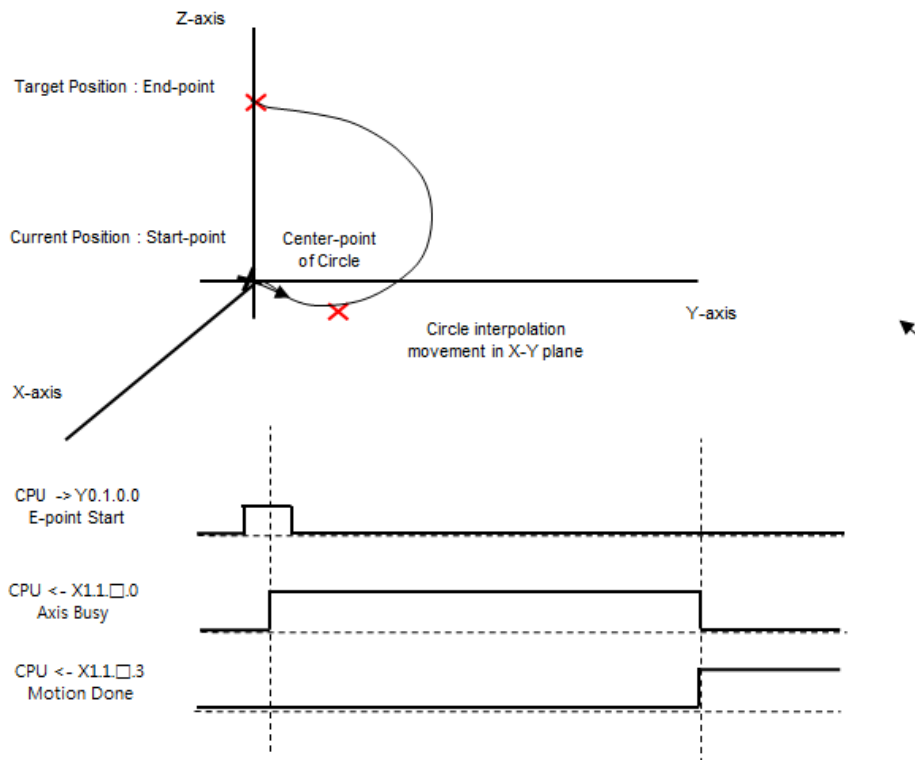 Z-axis
Target Position : End-point
Current Position : Start-point
Center-point
of Circle
Y-axis
Circle interpolation
movement in X-Y plane
X-axis
CPU -> Y0.1.0.0
E-point Start
CPU <- X1.1.□.0
Axis Busy
CPU <- X1.1.□.3
Motion Done